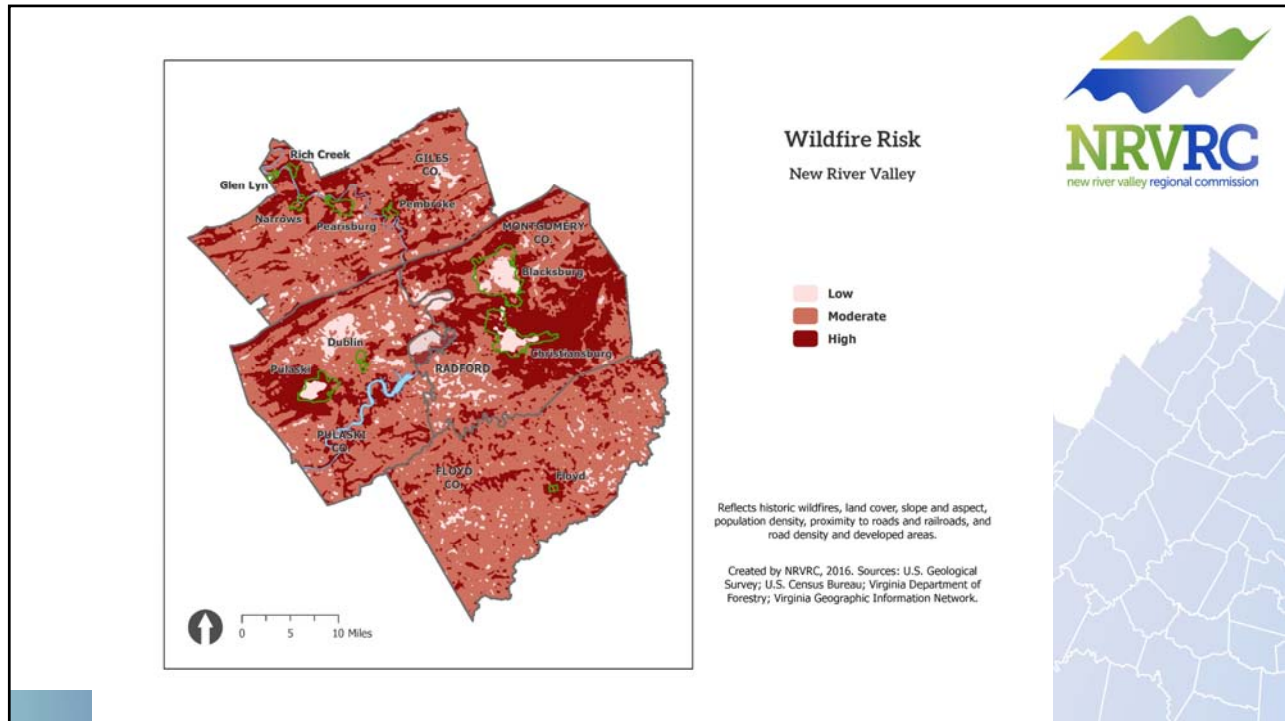 NRVRC
new river valley regional commission
Wildfire Risk
New River Valley
Low
Moderate
High
Rich Creek
GILES
CO.
Glen Lyn
Narrows
Pearisburg
Pembroke
MONTGOMERY
CO.
Blacksburg
Dublin
Christiansburg
Pulaski
RADFORD
PULASKI
CO.
FLOYD
CO.
Floyd
0 5 10 Miles
Reflects historic wildfires, land cover, slope and aspect,
population density, proximity to roads and railroads, and
road density and developed areas.
Created by NRVRC, 2016. Sources: U.S. Geological
Survey; U.S. Census Bureau; Virginia Department of
Forestry; Virginia Geographic Information Network.